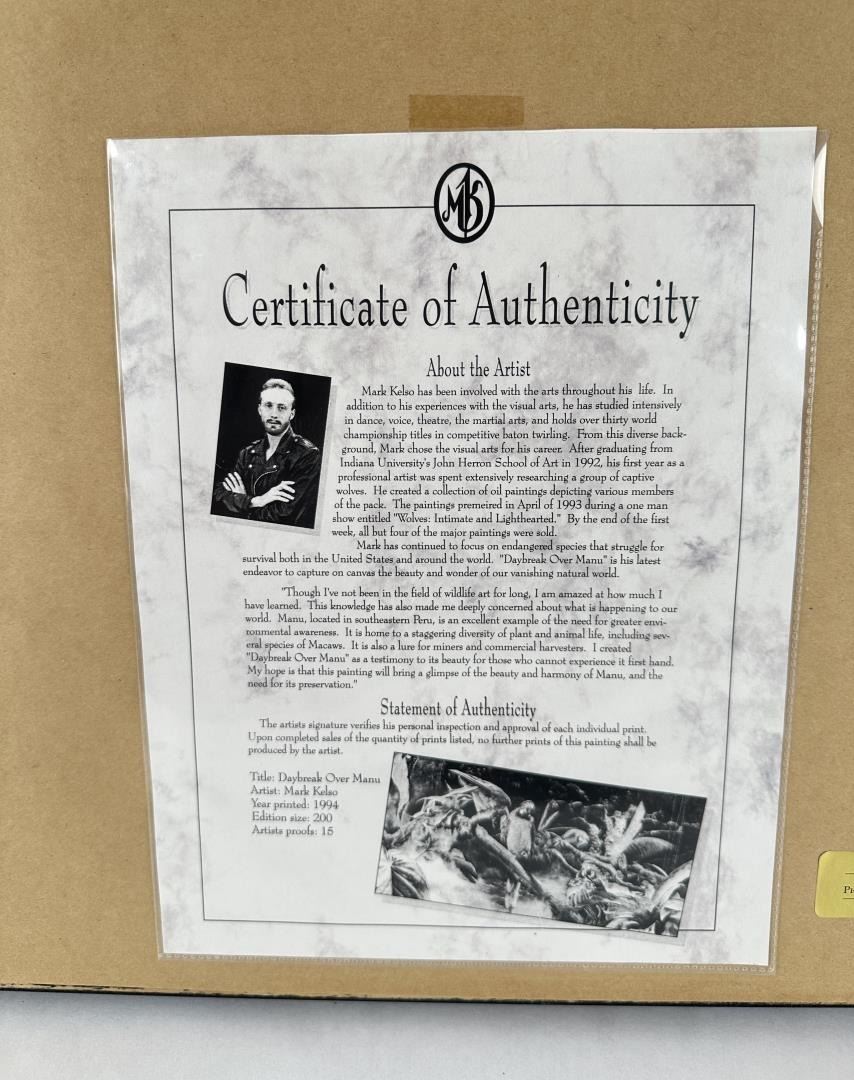 MK
Certificate of Authenticity
About the Artist
Mark Kelso has been involved with the arts throughout his life. In
addition to his experiences with the visual arts, he has studied intensively
in dance, voice, theatre, the martial arts, and holds over thirty world
championship titles in competitive baton twirling. From this diverse back-
ground, Mark chose the visual arts for his career. After graduating from
Indiana University's John Herron School of Art in 1992, his first year as a
professional artist was spent extensively researching a group of captive
wolves. He created a collection of oil paintings depicting various members
of the pack. The paintings premeired in April of 1993 during a one man
show entitled "Wolves: Intimate and Lighthearted." By the end of the first
week, all but four of the major paintings were sold.
Mark has continued to focus on endangered species that struggle for
survival both in the United States and around the world. "Daybreak Over Manu" is his latest
endeavor to capture on canvas the beauty and wonder of our vanishing natural world.
"Though I've not been in the field of wildlife art for long, I am amazed at how much I
have learned. This knowledge has also made me deeply concerned about what is happening to our
world. Manu, located in southeastern Peru, is an excellent example of the need for greater envi-
ronmental awareness. It is home to a staggering diversity of plant and animal life, including sev-
eral species of Macaws. It is also a lure for miners and commercial harvesters. I created
"Daybreak Over Manu" as a testimony to its beauty for those who cannot experience it first hand.
My hope is that this painting will bring a glimpse of the beauty and harmony of Manu, and the
need for its preservation."
Statement of Authenticity
The artists signature verifies his personal inspection and approval of each individual print.
Upon completed sales of the quantity of prints listed, no further prints of this painting shall be
produced by the artist.
Title: Daybreak Over Manu
Artist: Mark Kelso
Year printed: 1994
Edition size: 200
Artists proofs: 15